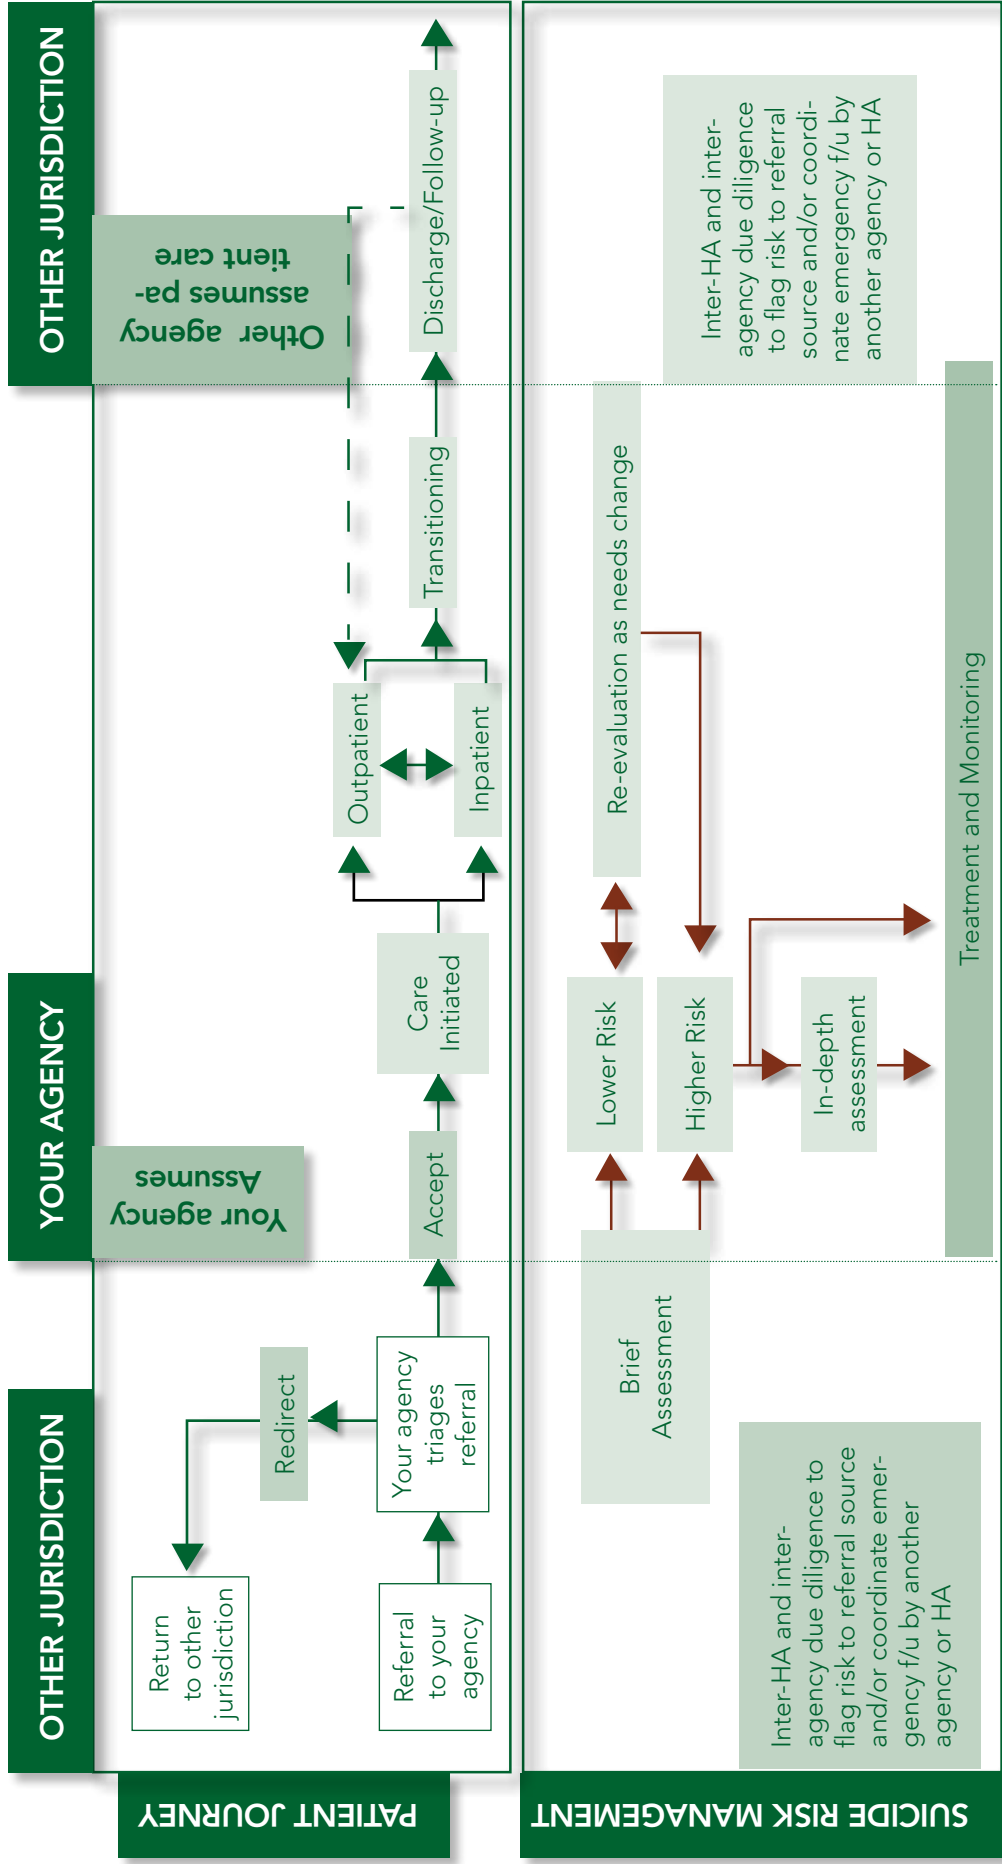 OTHER JURISDICTION
YOUR AGENCY
OTHER JURISDICTION
PATIENT JOURNEY
Return
to other
jurisdiction
Redirect
Referral
to your
agency
Your agency
triages
referral
Your agency
Assumes
Accept
Care
Initiated
Outpatient
Inpatient
Transitioning
Other agency
assumes pa-
tient care
Discharge/Follow-up
SUICIDE RISK MANAGEMENT
Inter-HA and inter-
agency due diligence to
flag risk to referral source
and/or coordinate emer-
gency f/u by another
agency or HA
Brief
Assessment
Lower Risk
Higher Risk
In-depth
assessment
Re-evaluation as needs change
Treatment and Monitoring
Inter-HA and inter-
agency due diligence
to flag risk to referral
source and/or coordi-
nate emergency f/u by
another agency or HA